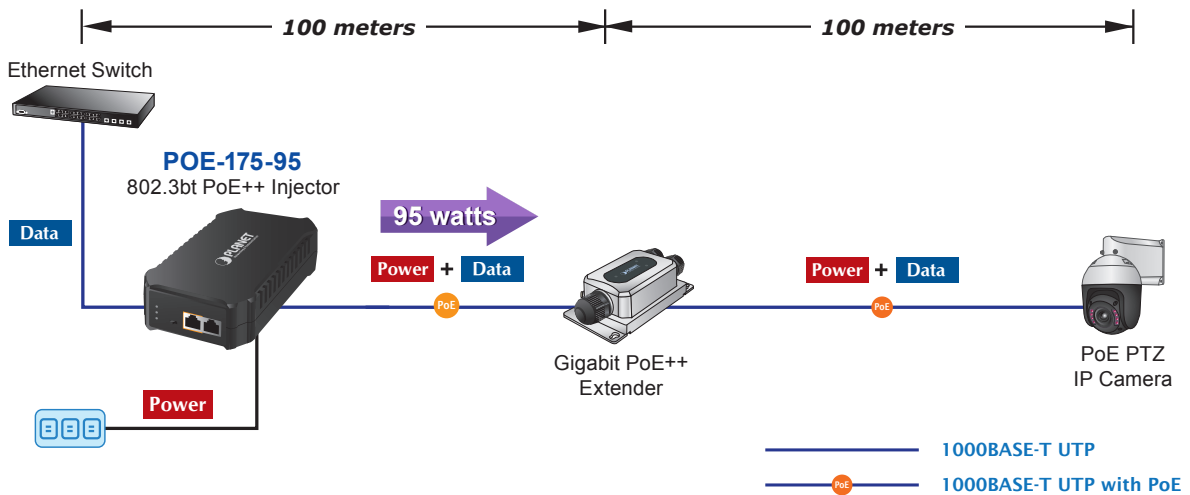 100 meters
100 meters
Ethernet Switch
POE-175-95
802.3bt PoE++ Injector
Data
PLANET
95 watts
Power + Data
Power + Data
PoE
PoE
Gigabit PoE++
Extender
PoE PTZ
IP Camera
Power
1000BASE-T UTP
PoE
1000BASE-T UTP with PoE